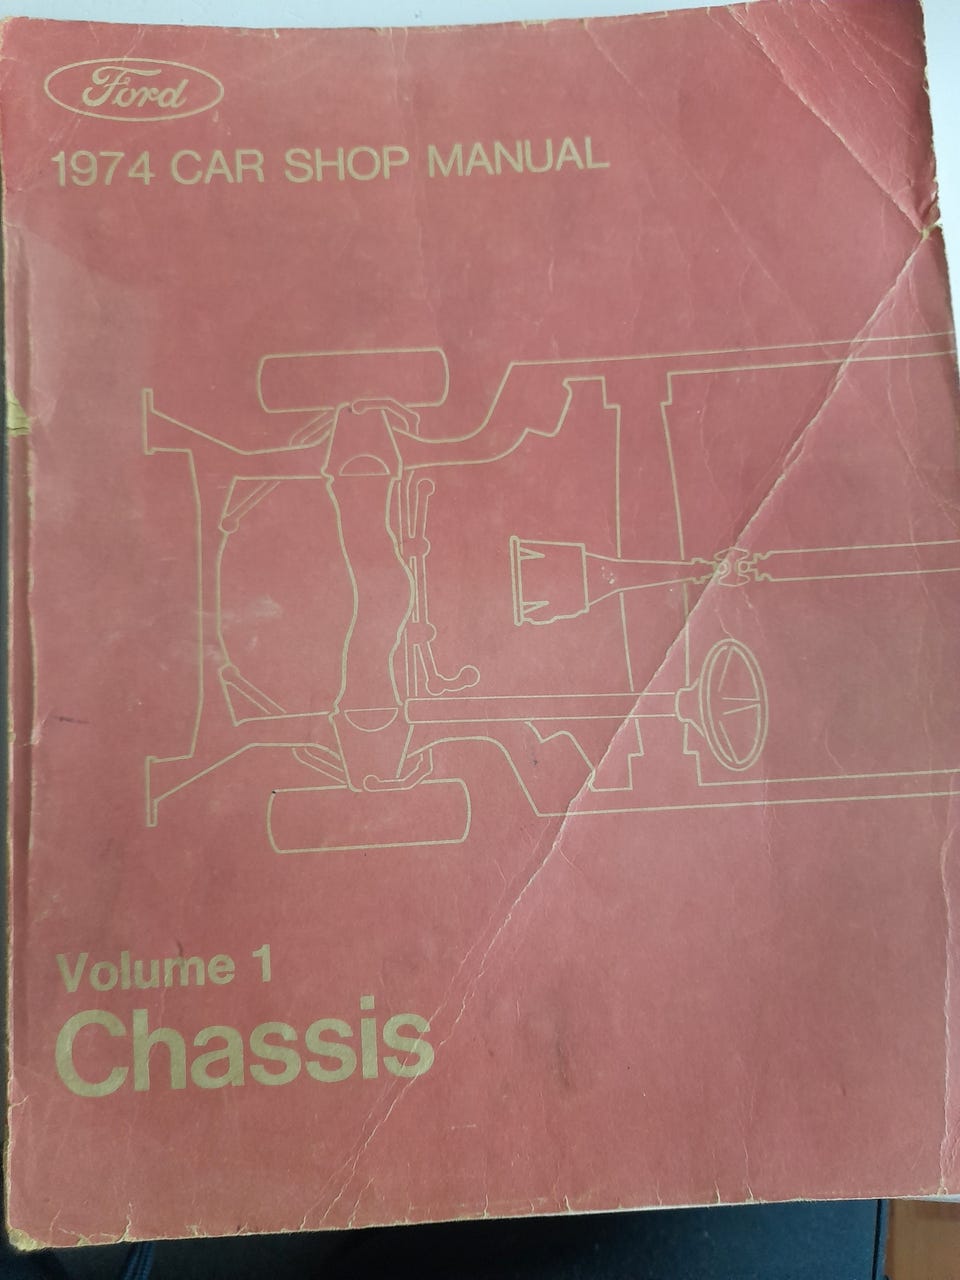 Ford
1974 CAR SHOP MANUAL
Volume 1
Chassis